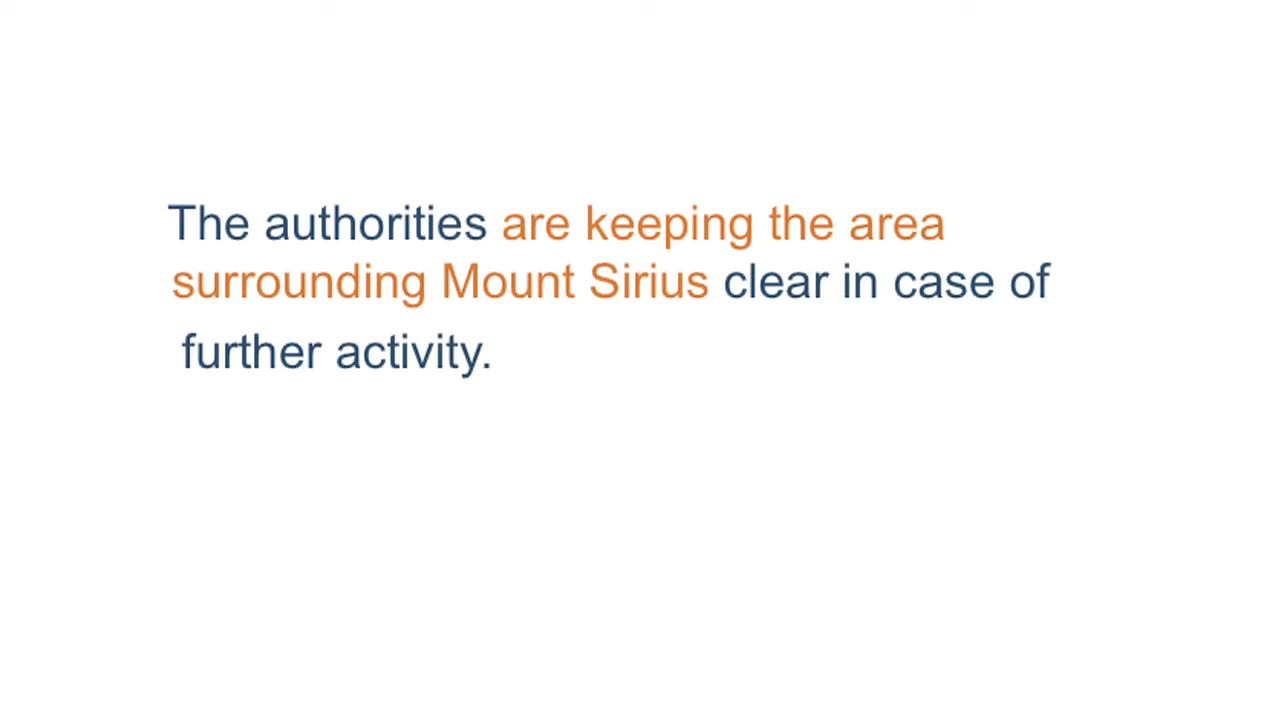 The authorities are keeping the area
surrounding Mount Sirius clear in case of
further activity.